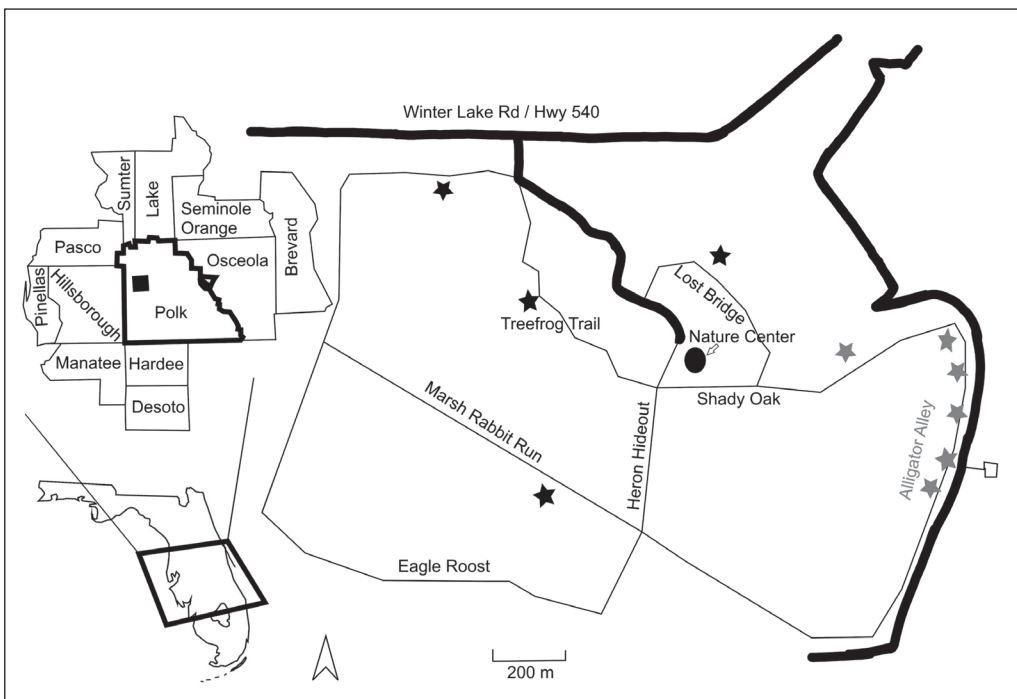 Winter Lake Rd / Hwy 540
Sumter
Lake
Seminole
Orange
Brevard
Pasco
Osceola
Pinellas
Hillsborough
Polk
Manatee
Hardee
Desoto
Lost Bridge
Treefrog Trail
Nature Center
Shady Oak
Marsh Rabbit Run
Heron Hideout
Alligator Alley
Eagle Roost
200 m